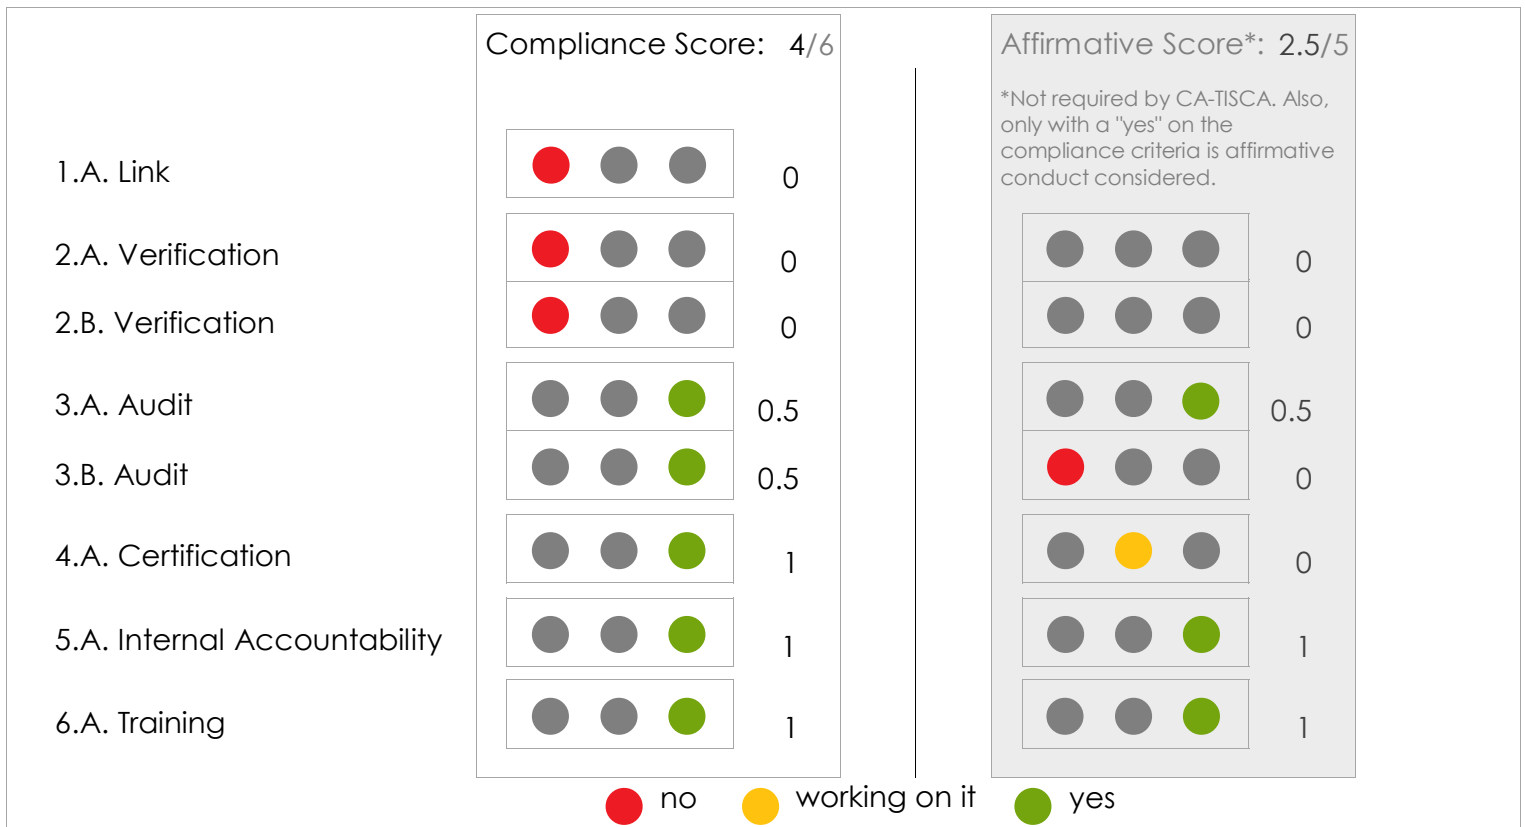 Compliance Score: 4/6
Affirmative Score*: 2.5/5
*Not required by CA-TISCA. Also,
only with a "yes" on the
compliance criteria is affirmative
conduct considered.
1.A. Link 0
2.A. Verification 0 0
2.B. Verification 0 0
3.A. Audit 0.5 0.5
3.B. Audit 0.5 0
4.A. Certification 1 0
5.A. Internal Accountability 1 1
6.A. Training 1 1
no working on it yes